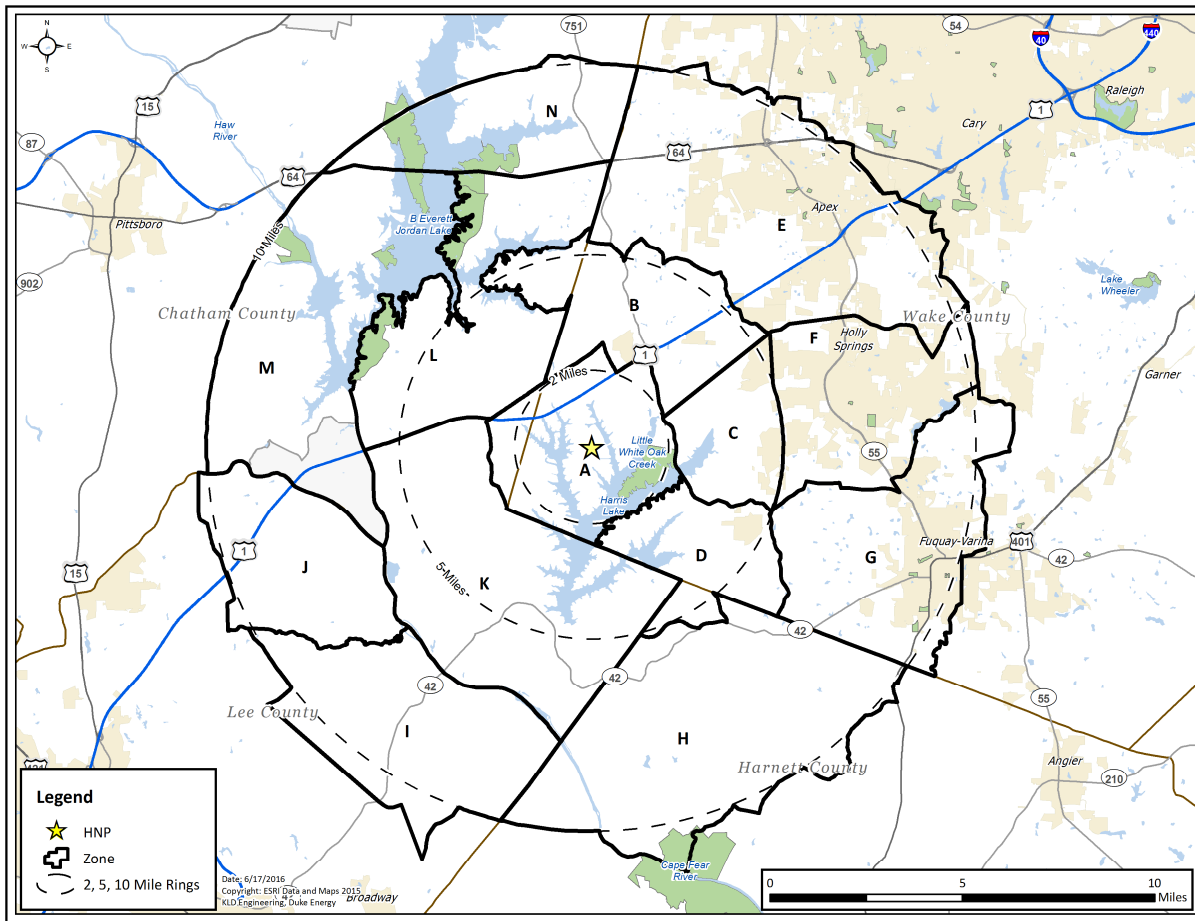 N
W
E
S
751
54
40
440
15
87
Haw
River
N
Raleigh
1
Cary
64
64
Pittsboro
B Everett
Jordan Lake
Apex
E
10-Miles
902
Lake
Wheeler
Chatham County
B
Wake County
F
Holly
Springs
L
1
M
2 Miles
Garner
C
Little
White Oak
Creek
A
55
Harris
Lake
Fuquay-Varina
401
1
D
G
42
15
J
5-Miles
K
42
42
42
55
Lee County
I
H
Harnett County
Angier
210
421
Legend
HNP
Zone
2, 5, 10 Mile Rings
Date: 6/17/2016
Copyright: ESRI Data and Maps 2015
KLD Engineering, Duke Energy
Broadway
Cape Fear
River
0
5
10
Miles